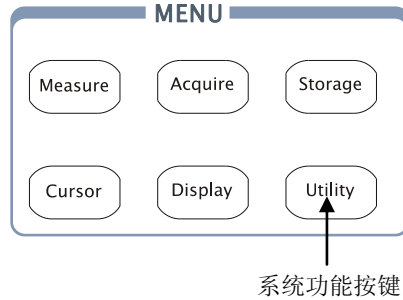 MENU
Measure Acquire Storage
Cursor Display Utility
系统功能按键